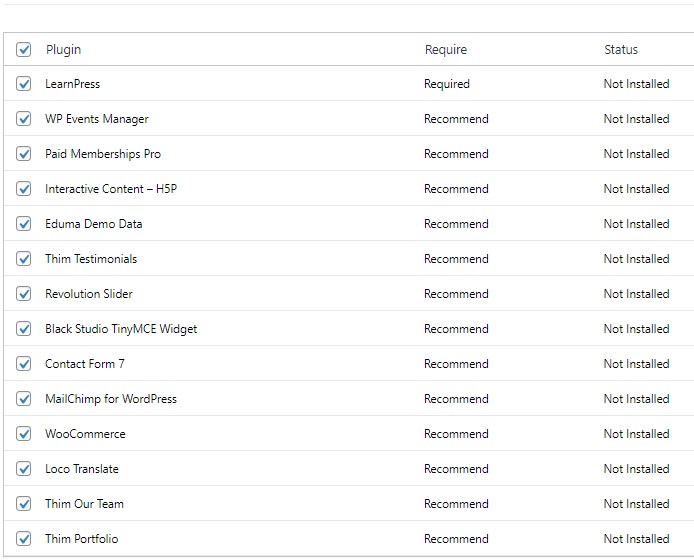 Plugin Require Status
LearnPress Required Not Installed
WP Events Manager Recommend Not Installed
Paid Memberships Pro Recommend Not Installed
Interactive Content – H5P Recommend Not Installed
Eduma Demo Data Recommend Not Installed
Thim Testimonials Recommend Not Installed
Revolution Slider Recommend Not Installed
Black Studio TinyMCE Widget Recommend Not Installed
Contact Form 7 Recommend Not Installed
MailChimp for WordPress Recommend Not Installed
WooCommerce Recommend Not Installed
Loco Translate Recommend Not Installed
Thim Our Team Recommend Not Installed
Thim Portfolio Recommend Not Installed